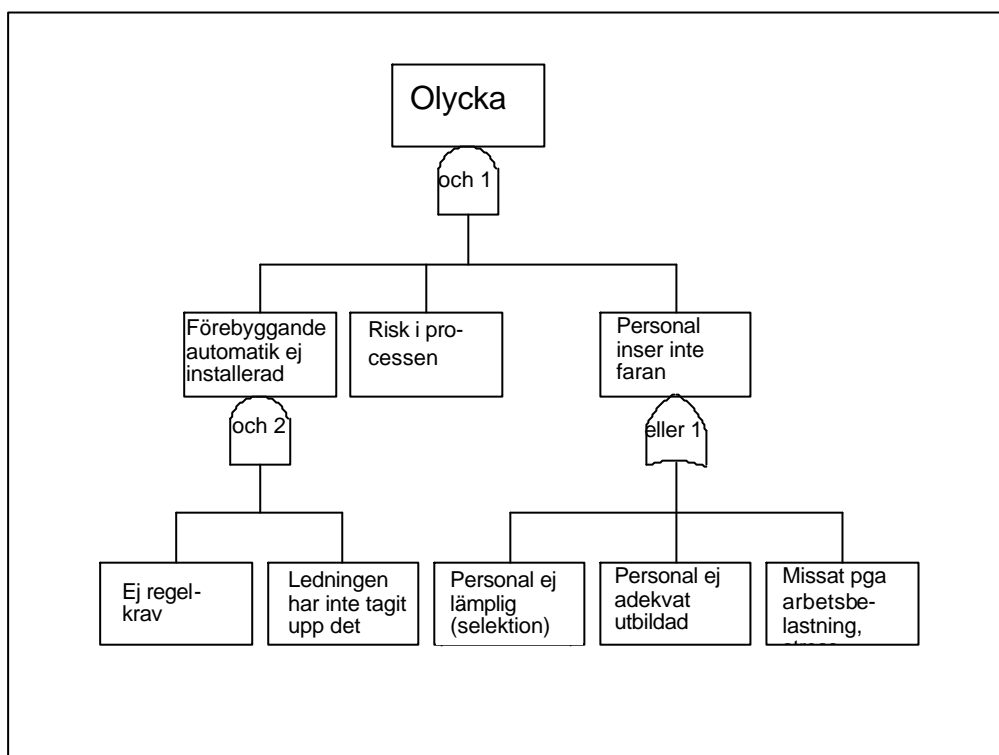 Olycka
och 1
Förebyggande
automatik ej
installerad
Risk i pro-
cessen
Personal
inser inte
faran
och 2
eller 1
Ej regel-
krav
Ledningen
har inte tagit
upp det
Personal ej
lämplig
(selektion)
Personal ej
adekvat
utbildad
Missat pga
arbetsbe-
lastning,